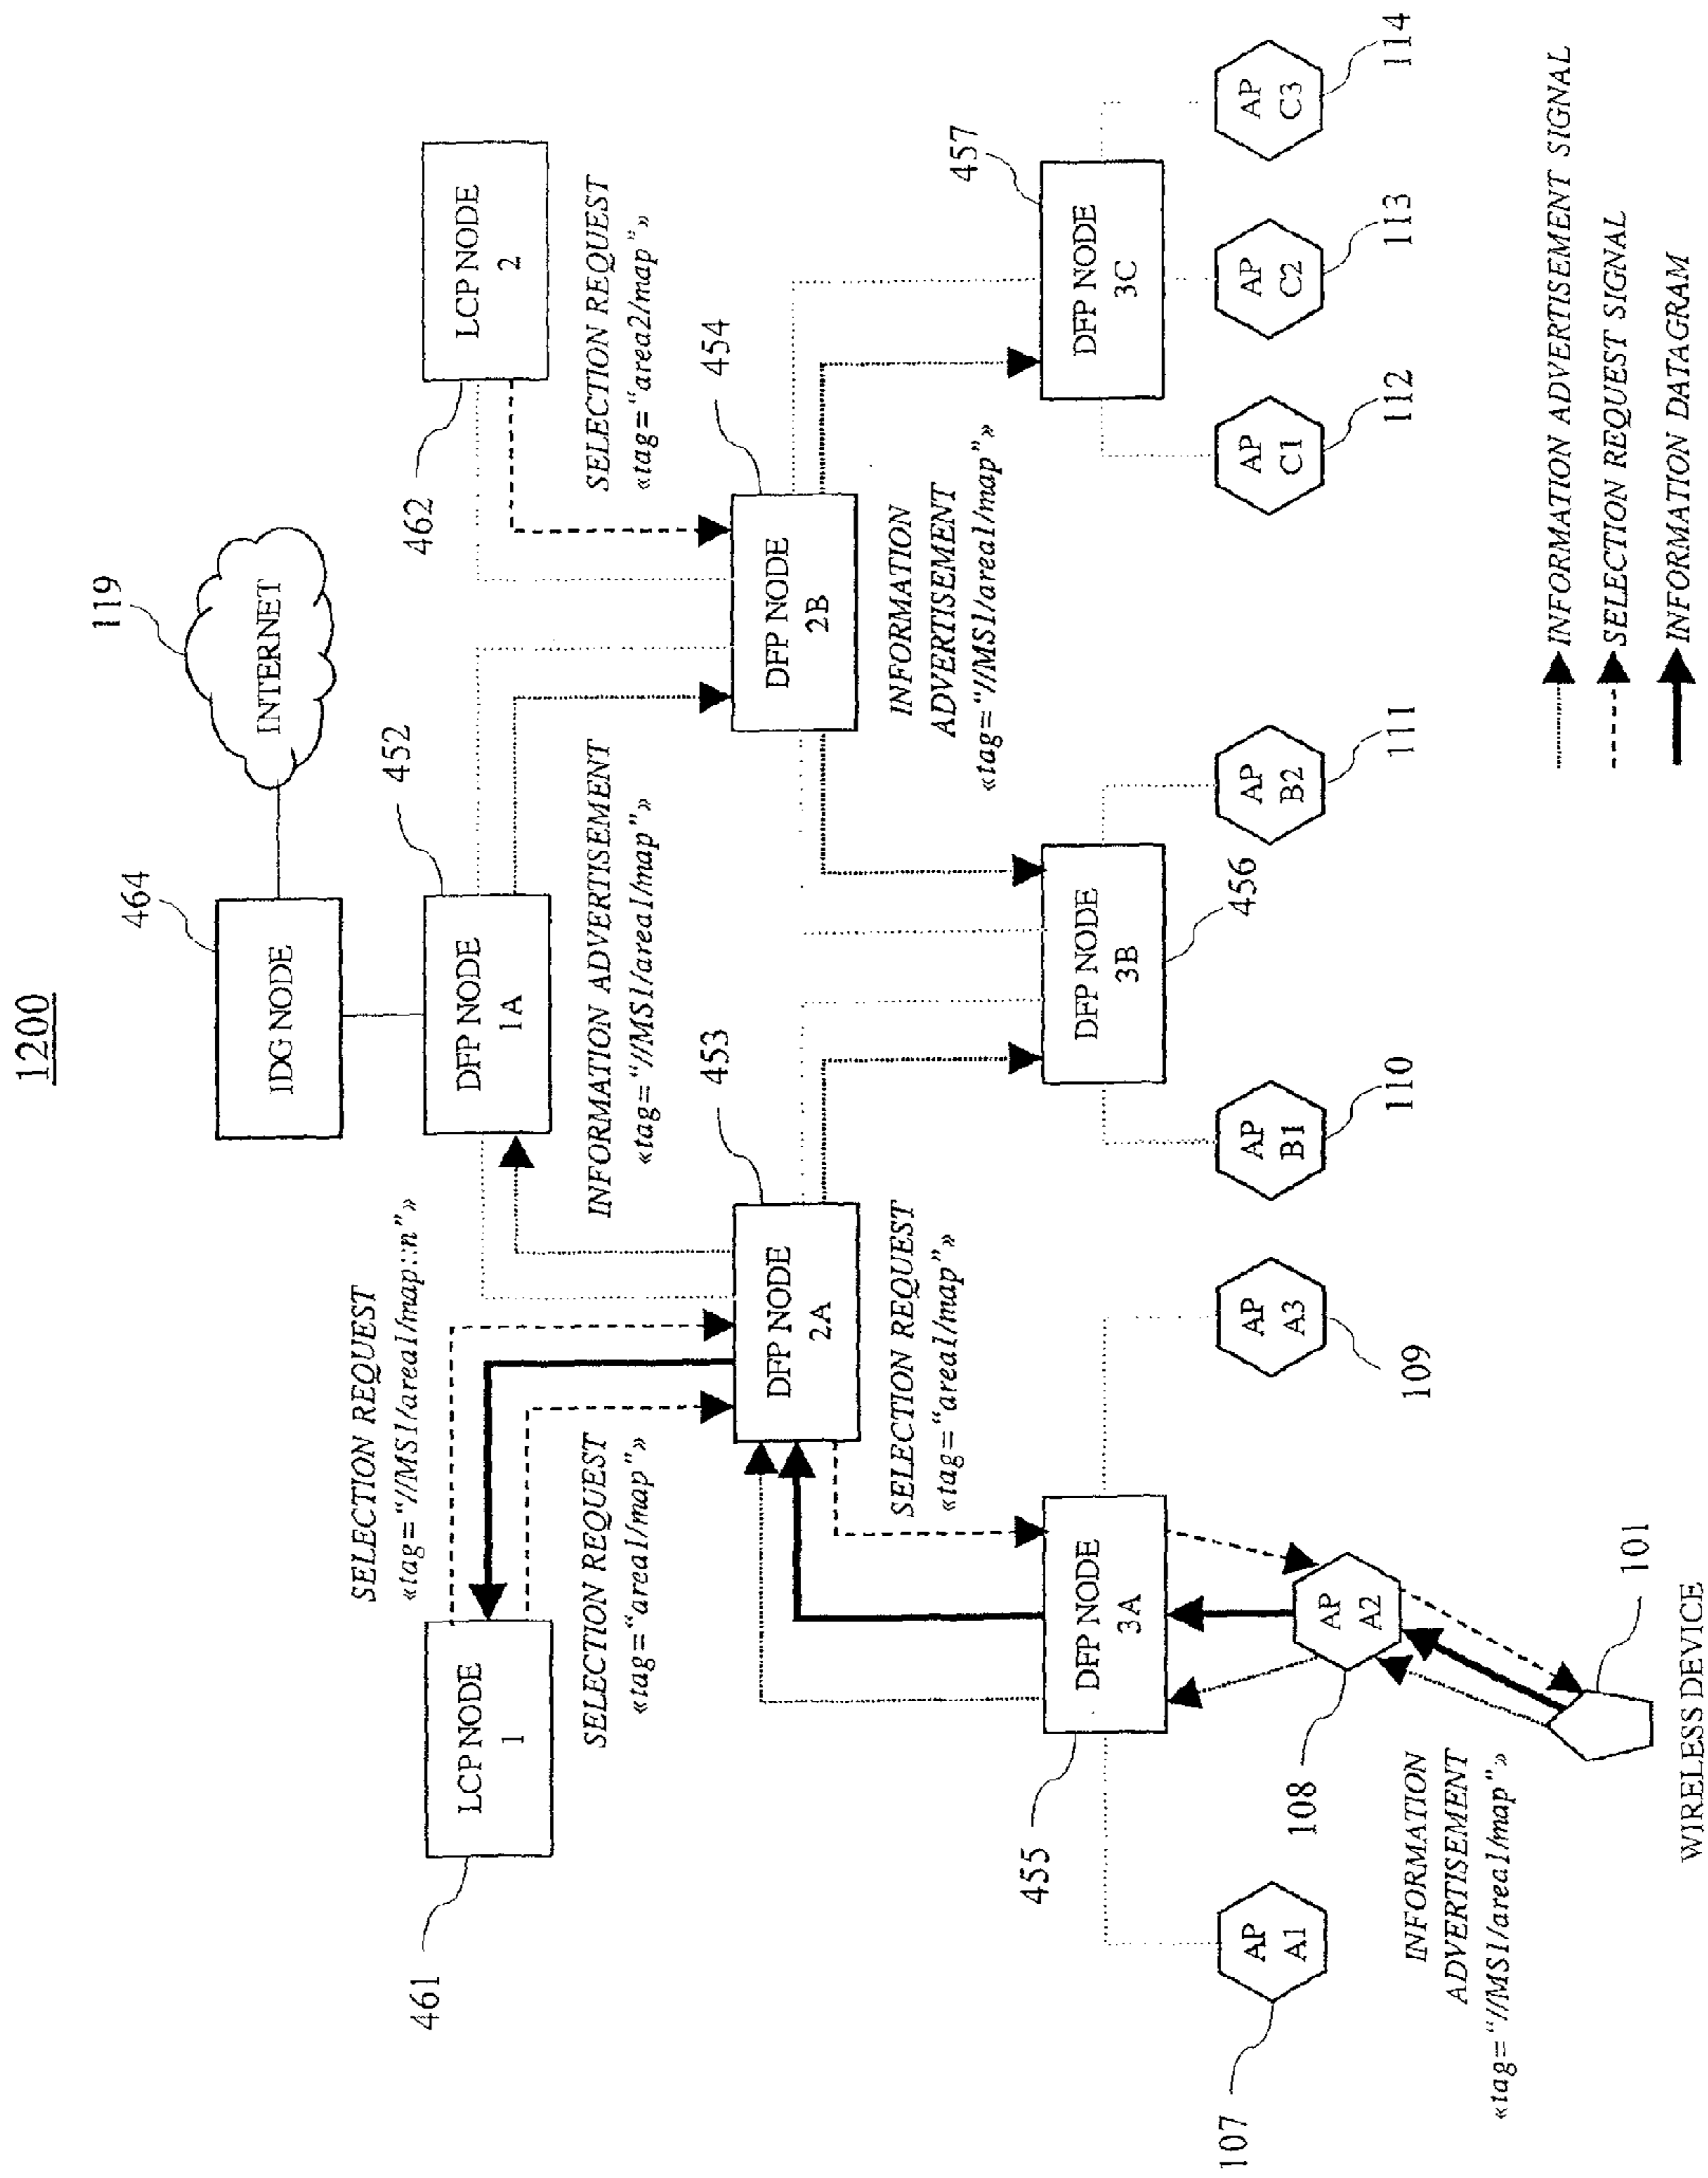 1200
119
INTERNET
464
IDG NODE
452
DFP NODE
1A
LCP NODE
2
462
SELECTION REQUEST
«tag=“area2/map”»
SELECTION REQUEST
«tag=“//MS1/area1/map::n”»
LCP NODE
1
461
SELECTION REQUEST
«tag=“area1/map”»
INFORMATION ADVERTISEMENT
«tag=“//MS1/area1/map”»
453
DFP NODE
2A
454
DFP NODE
2B
SELECTION REQUEST
«tag=“area1/map”»
INFORMATION
ADVERTISEMENT
«tag=“//MS1/area1/map”»
455
DFP NODE
3A
DFP NODE
3B
456
457
DFP NODE
3C
AP
A1
107
AP
A2
108
AP
A3
109
AP
B1
110
AP
B2
111
AP
C1
112
AP
C2
113
AP
C3
114
INFORMATION
ADVERTISEMENT
«tag=“//MS1/area1/map”»
101
WIRELESS DEVICE
INFORMATION ADVERTISEMENT SIGNAL
SELECTION REQUEST SIGNAL
INFORMATION DATAGRAM